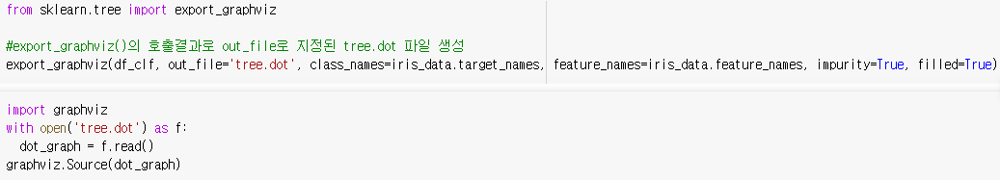 from sklearn.tree import export_graphviz
#export_graphviz()의 호출결과로 out_file로 지정된 tree.dot 파일 생성
export_graphviz(df_clf, out_file='tree.dot', class_names=iris_data.target_names, feature_names=iris_data.feature_names, impurity=True, filled=True)
import graphviz
with open('tree.dot') as f:
  dot_graph = f.read()
graphviz.Source(dot_graph)